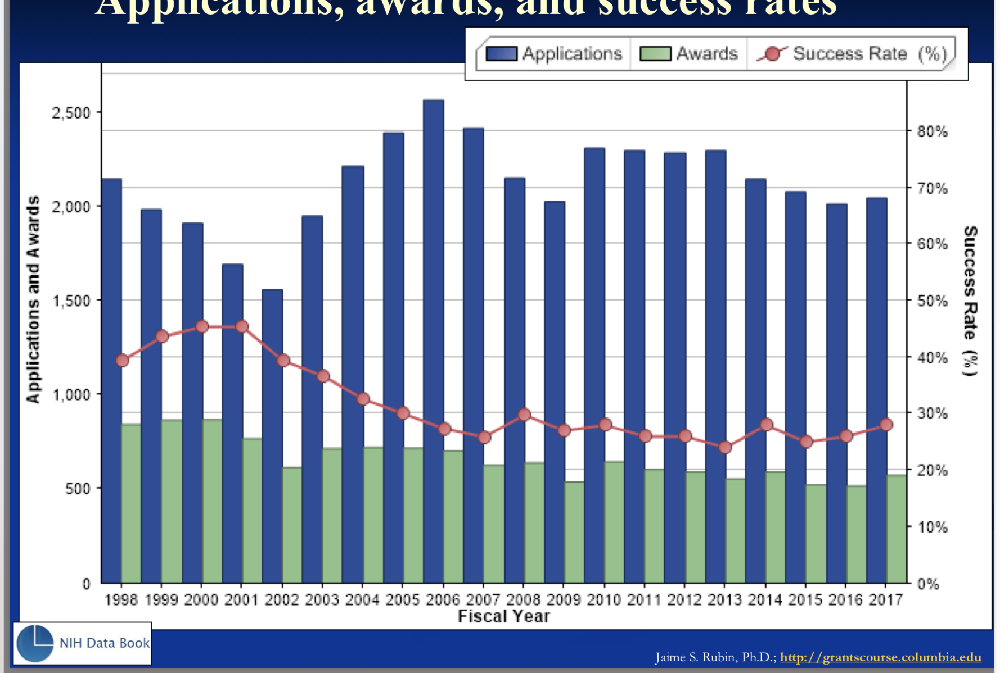 Applications, awards, and success rates
Applications Awards Success Rate (%)
2,500
2,000
1,500
1,000
500
0
Applications and Awards
80%
70%
60%
50%
40%
30%
20%
10%
0%
Success Rate (%)
1998 1999 2000 2001 2002 2003 2004 2005 2006 2007 2008 2009 2010 2011 2012 2013 2014 2015 2016 2017
Fiscal Year
NIH Data Book
Jaime S. Rubin, Ph.D.; http://grantscourse.columbia.edu